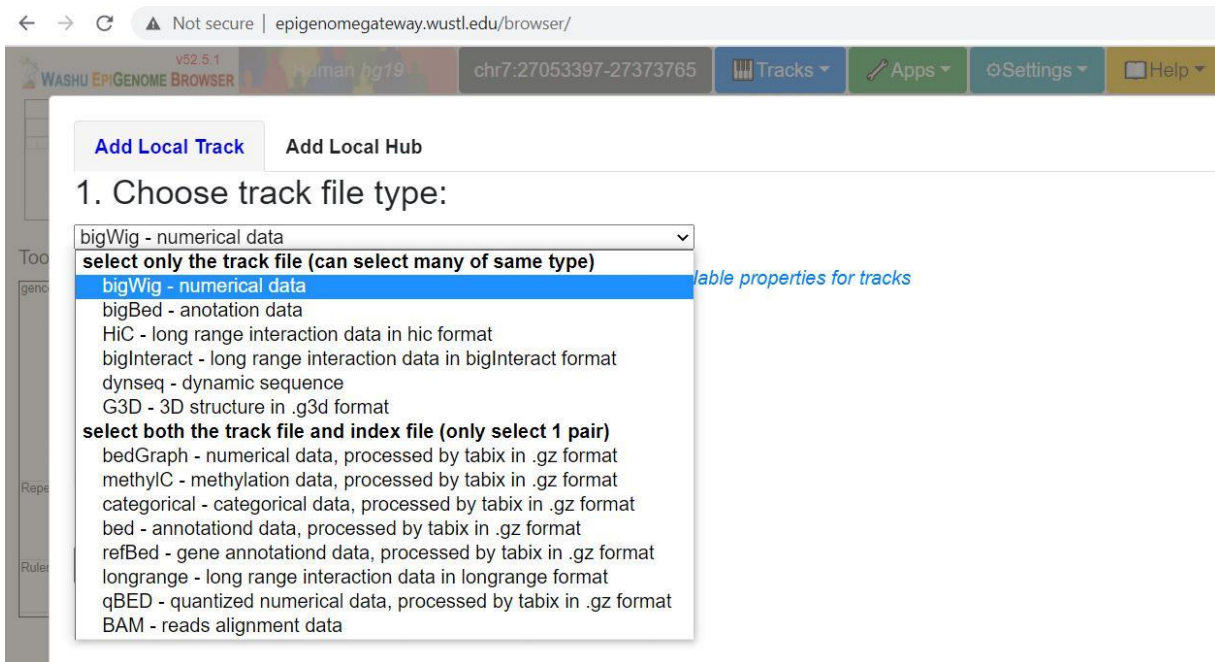 Not secure | epigenomegateway.wustl.edu/browser/
v52.5.1
WASHU EPIGENOME BROWSER
Human hg19
chr7:27053397-27373765
Tracks
Apps
Settings
Help
Add Local Track
Add Local Hub
1. Choose track file type:
bigWig - numerical data
Too
select only the track file (can select many of same type)
lable properties for tracks
genc
bigWig - numerical data
bigBed - anotation data
HiC - long range interaction data in hic format
bigInteract - long range interaction data in bigInteract format
dynseq - dynamic sequence
G3D - 3D structure in .g3d format
select both the track file and index file (only select 1 pair)
bedGraph - numerical data, processed by tabix in .gz format
methylC - methylation data, processed by tabix in .gz format
Repe
categorical - categorical data, processed by tabix in .gz format
bed - annotationd data, processed by tabix in .gz format
refBed - gene annotationd data, processed by tabix in .gz format
Ruler
longrange - long range interaction data in longrange format
qBED - quantized numerical data, processed by tabix in .gz format
BAM - reads alignment data